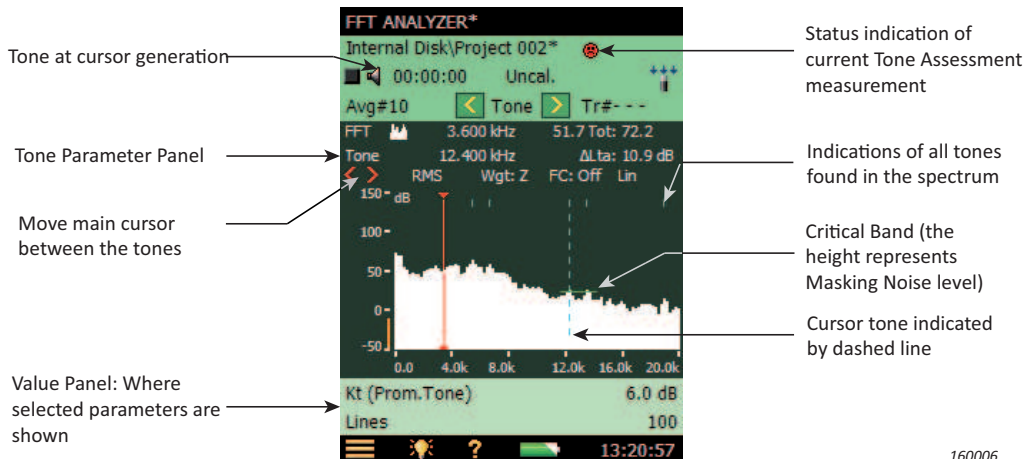 FFT ANALYZER*
Internal Disk\Project 002*
00:00:00 Uncal.
Avg#10 < Tone > Tr#- - -
FFT 3.600 kHz 51.7 Tot: 72.2
Tone 12.400 kHz ΔLta: 10.9 dB
< > RMS Wgt: Z FC: Off Lin
150
dB
100
50
0
-50
0.0 4.0k 8.0k 12.0k 16.0k 20.0k
Kt (Prom.Tone) 6.0 dB
Lines 100
? 13:20:57
Tone at cursor generation
Tone Parameter Panel
Move main cursor
between the tones
Value Panel: Where
selected parameters are
shown
Status indication of
current Tone Assessment
measurement
Indications of all tones
found in the spectrum
Critical Band (the
height represents
Masking Noise level)
Cursor tone indicated
by dashed line
160006